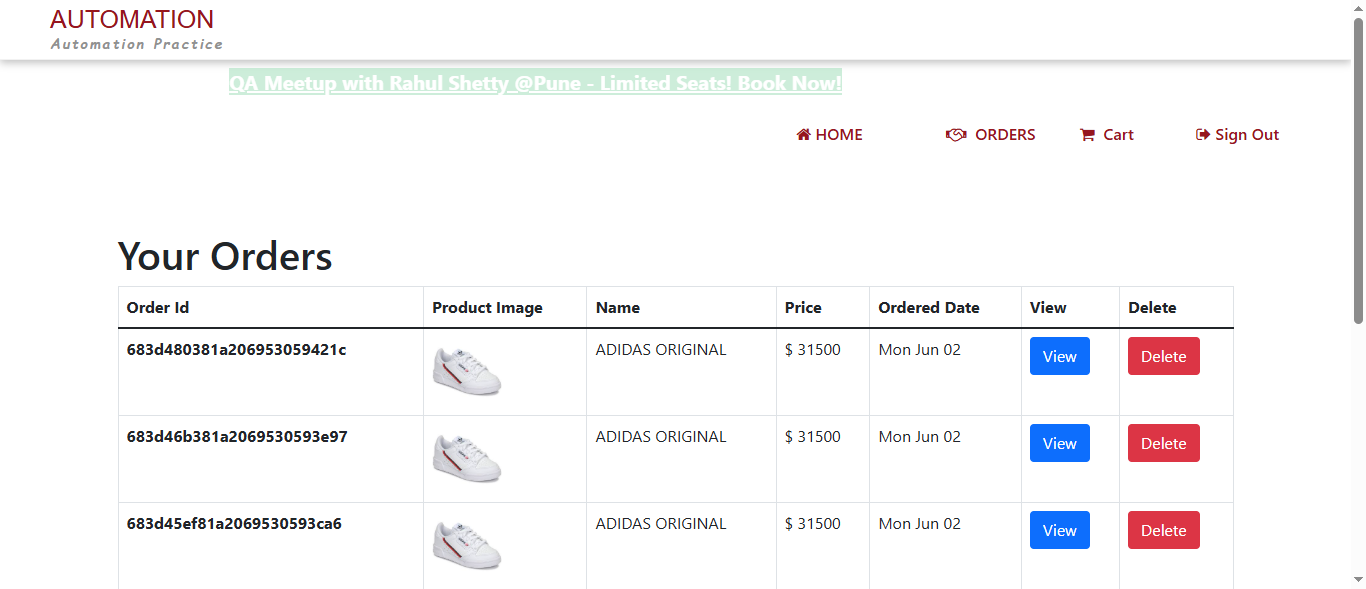 AUTOMATION
Automation Practice
QA Meetup with Rahul Shetty @Pune - Limited Seats! Book Now!
HOME ORDERS Cart Sign Out
Your Orders
Order Id Product Image Name Price Ordered Date View Delete
683d480381a206953059421c ADIDAS ORIGINAL $ 31500 Mon Jun 02 View Delete
683d46b381a2069530593e97 ADIDAS ORIGINAL $ 31500 Mon Jun 02 View Delete
683d45ef81a2069530593ca6 ADIDAS ORIGINAL $ 31500 Mon Jun 02 View Delete